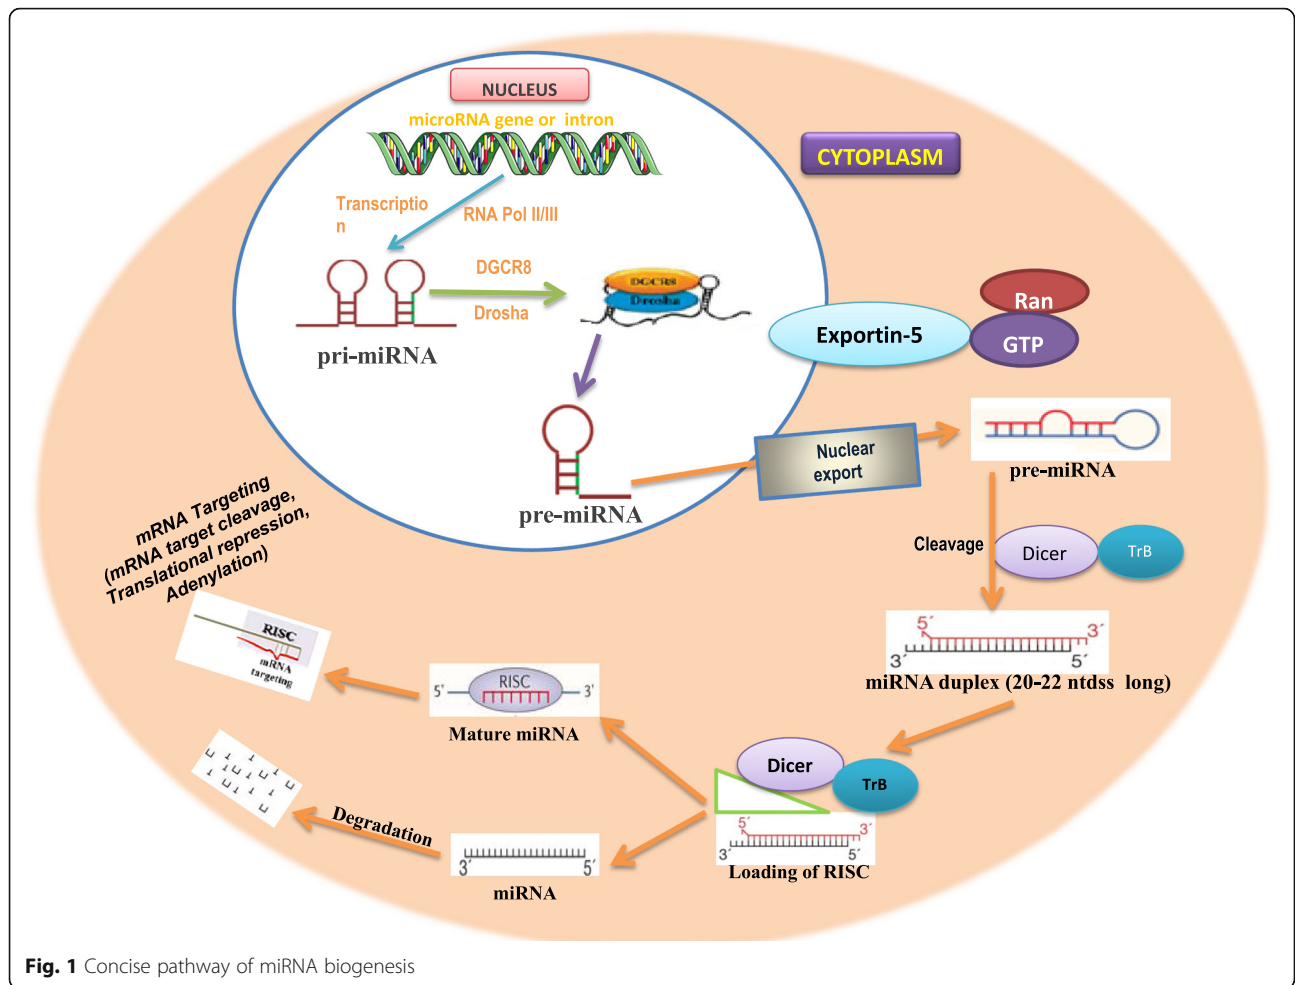 NUCLEUS
microRNA gene or intron
CYTOPLASM
Transcriptio
n
RNA Pol II/III
DGCR8
Drosha
DGCR8
Drosha
pri-miRNA
Ran
GTP
Exportin-5
Nuclear
export
pre-miRNA
pre-miRNA
mRNA Targeting
(mRNA target cleavage,
Translational repression,
Adenylation)
Cleavage
Dicer
TrB
5´ 3´
3´ 5´
miRNA duplex (20-22 ntdss long)
RISC
mRNA
targeting
RISC
5´ 3´
Mature miRNA
Dicer
TrB
5´ 3´
3´ 5´
Loading of RISC
Degradation
3´ 5´
miRNA
Fig. 1 Concise pathway of miRNA biogenesis